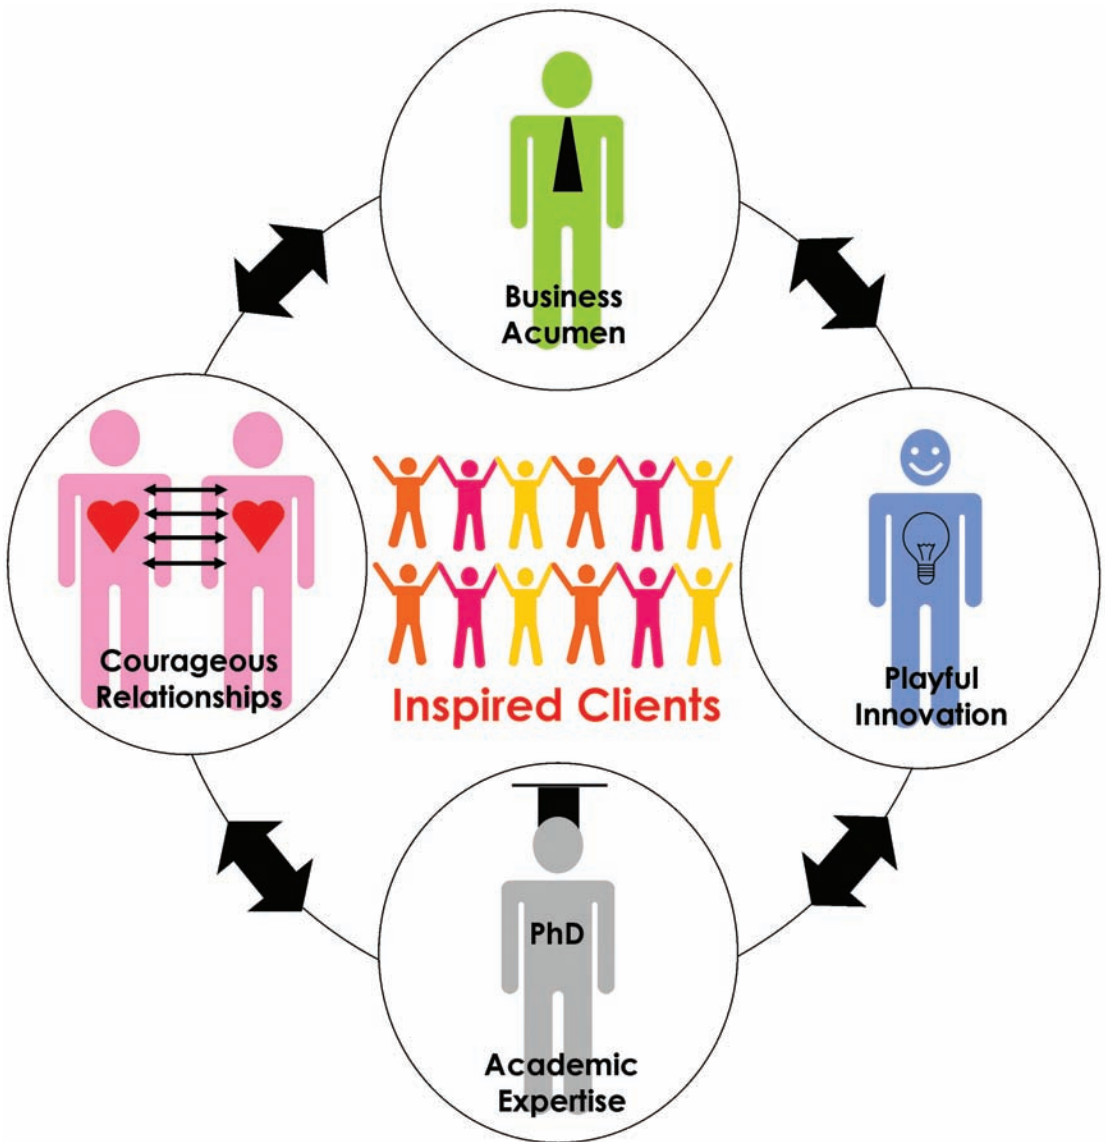 Business
Acumen
Courageous
Relationships
Inspired Clients
Playful
Innovation
PhD
Academic
Expertise